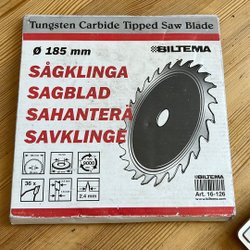 Tungsten Carbide Tipped Saw Blade
Ø 185 mm
BILTEMA
SÅGKLINGA
SAGBLAD
SAHANTERÄ
SAVKLINGE
36 x
2.4 mm
BILTEMA
Art. 16-126